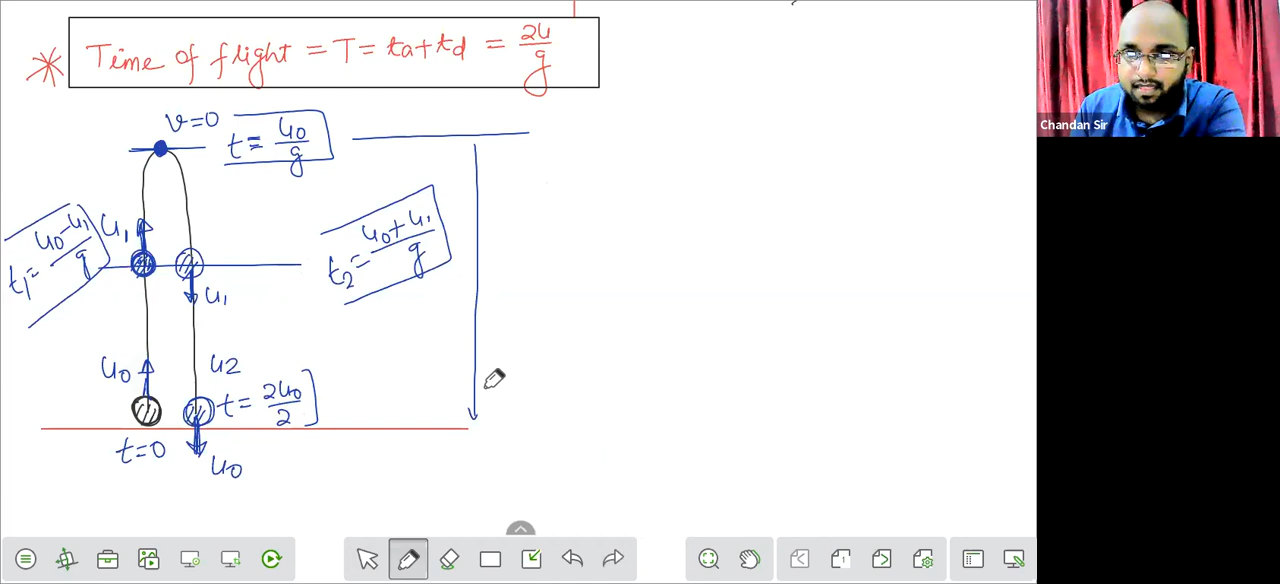 * Time of flight = T = ta+td = 2u/g
v=0
t = u0/g
u1
t1 = u0-u1/g
t2 = u0+u1/g
u1
u0
u2
t = 2u0/2
t=0
u0
Chandan Sir
1